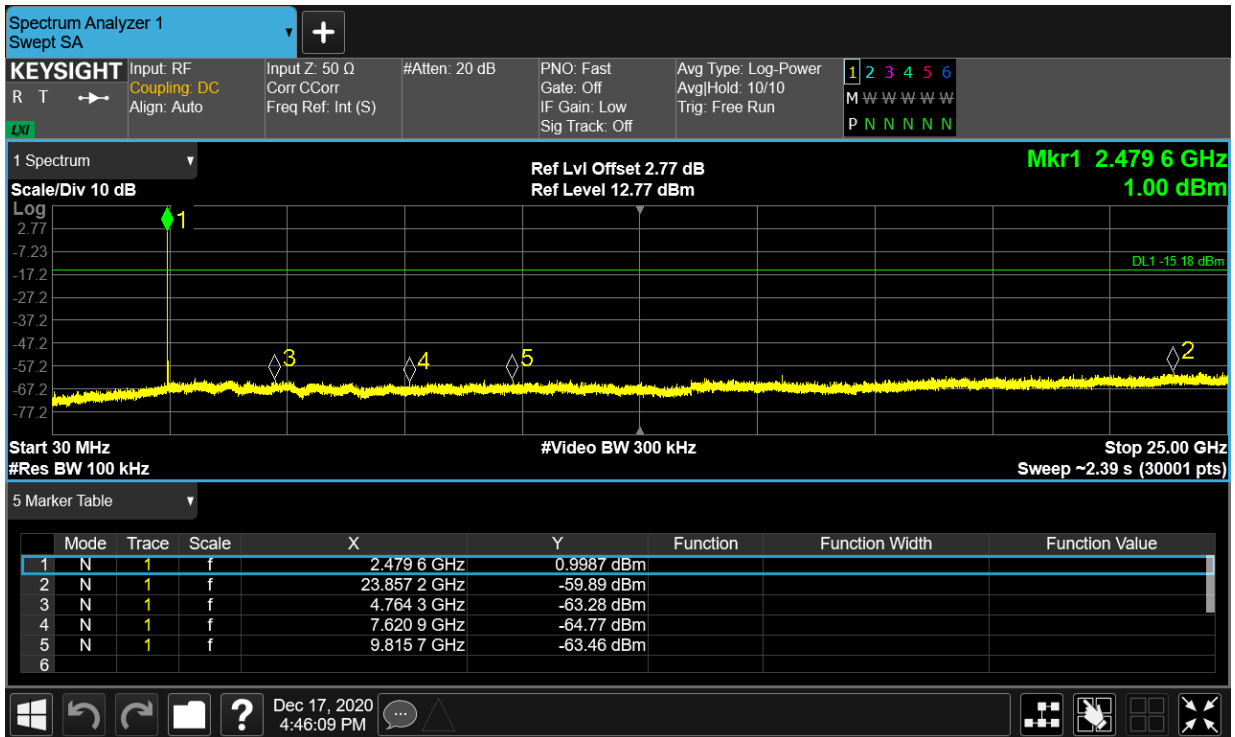 Spectrum Analyzer 1
Swept SA
+
KEYSIGHT
R T
LXI
Input: RF
Coupling: DC
Align: Auto
Input Z: 50 Ω
Corr CCorr
Freq Ref: Int (S)
#Atten: 20 dB
PNO: Fast
Gate: Off
IF Gain: Low
Sig Track: Off
Avg Type: Log-Power
Avg|Hold: 10/10
Trig: Free Run
1 2 3 4 5 6
M W W W W W
P N N N N N
1 Spectrum
Scale/Div 10 dB
Ref Lvl Offset 2.77 dB
Ref Level 12.77 dBm
Mkr1 2.479 6 GHz
1.00 dBm
Log
2.77
-7.23
-17.2
-27.2
-37.2
-47.2
-57.2
-67.2
-77.2
1
DL1 -15.18 dBm
3
4
5
2
Start 30 MHz
#Video BW 300 kHz
Stop 25.00 GHz
#Res BW 100 kHz
Sweep ~2.39 s (30001 pts)
5 Marker Table
Mode Trace Scale X Y Function Function Width Function Value
1 N 1 f 2.479 6 GHz 0.9987 dBm
2 N 1 f 23.857 2 GHz -59.89 dBm
3 N 1 f 4.764 3 GHz -63.28 dBm
4 N 1 f 7.620 9 GHz -64.77 dBm
5 N 1 f 9.815 7 GHz -63.46 dBm
6
?
Dec 17, 2020
4:46:09 PM